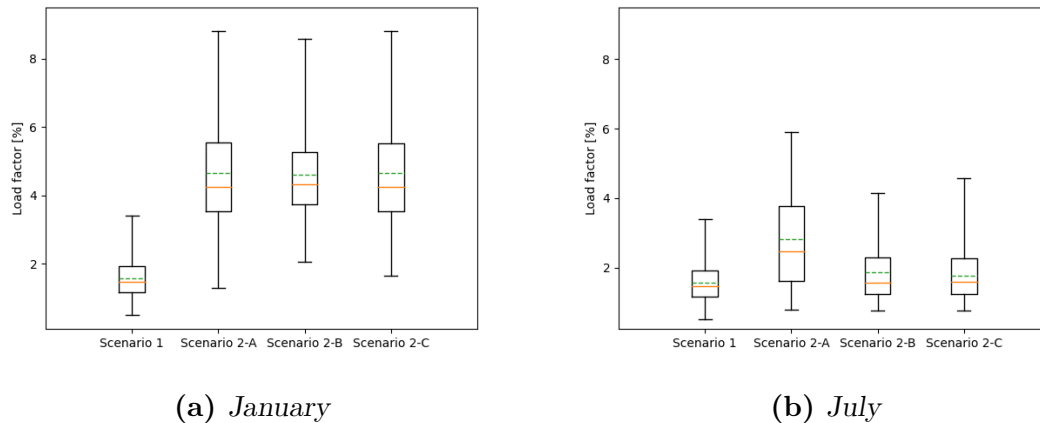 8
6
4
2
Load factor [%]
Scenario 1 Scenario 2-A Scenario 2-B Scenario 2-C
(a) January
8
6
4
2
Load factor [%]
Scenario 1 Scenario 2-A Scenario 2-B Scenario 2-C
(b) July